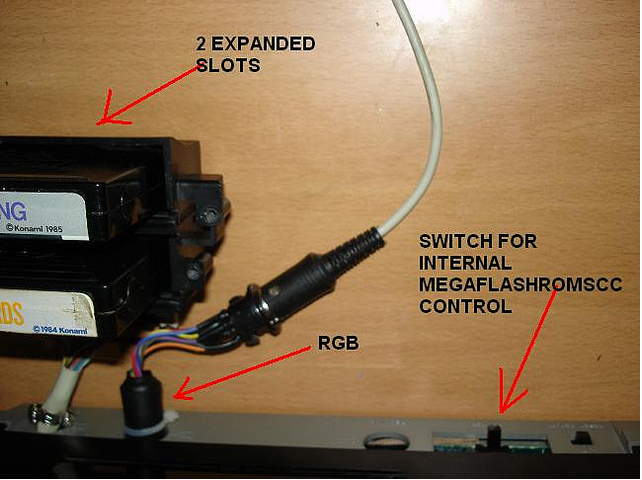 2 EXPANDED
SLOTS
NG
© Konami 1985
DS
© 1984 Konami
SWITCH FOR
INTERNAL
MEGAFLASHROMSCC
CONTROL
RGB